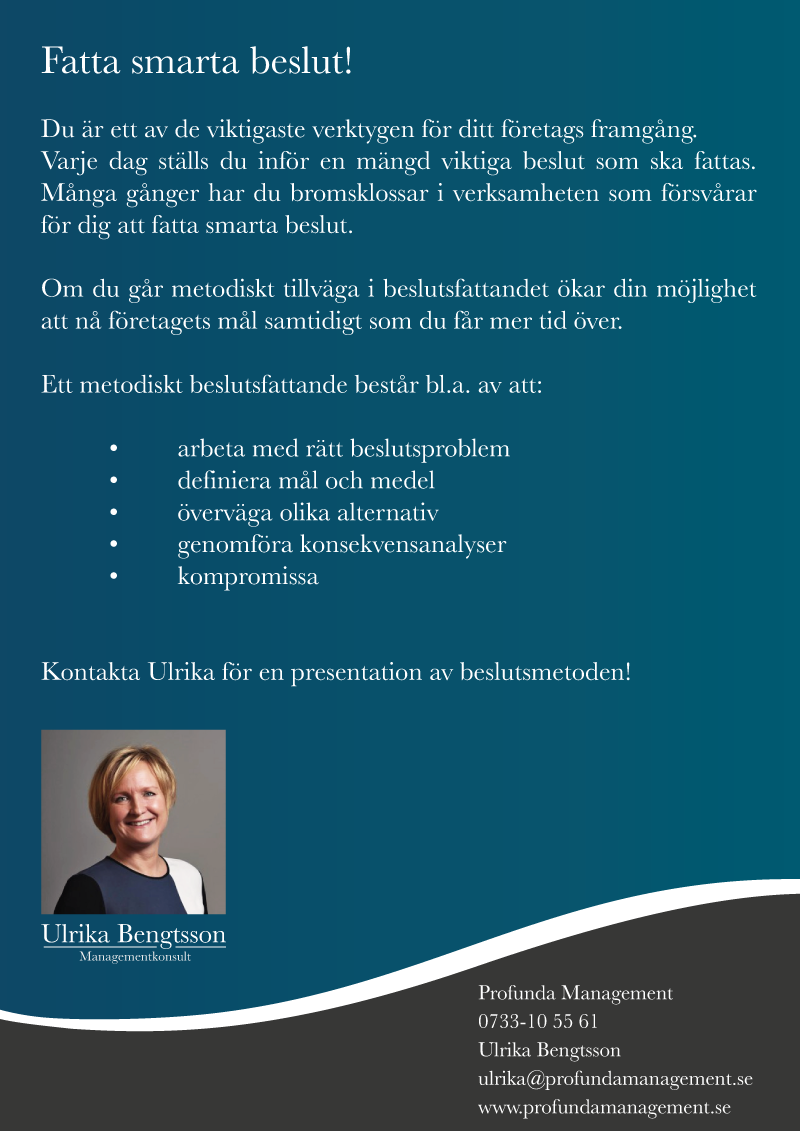 Fatta smarta beslut!
Du är ett av de viktigaste verktygen för ditt företags framgång.
Varje dag ställs du inför en mängd viktiga beslut som ska fattas.
Många gånger har du bromsklossar i verksamheten som försvårar
för dig att fatta smarta beslut.
Om du går metodiskt tillväga i beslutsfattandet ökar din möjlighet
att nå företagets mål samtidigt som du får mer tid över.
Ett metodiskt beslutsfattande består bl.a. av att:
• arbeta med rätt beslutsproblem
• definiera mål och medel
• överväga olika alternativ
• genomföra konsekvensanalyser
• kompromissa
Kontakta Ulrika för en presentation av beslutsmetoden!
Ulrika Bengtsson
Managementkonsult
Profunda Management
0733-10 55 61
Ulrika Bengtsson
ulrika@profundamanagement.se
www.profundamanagement.se